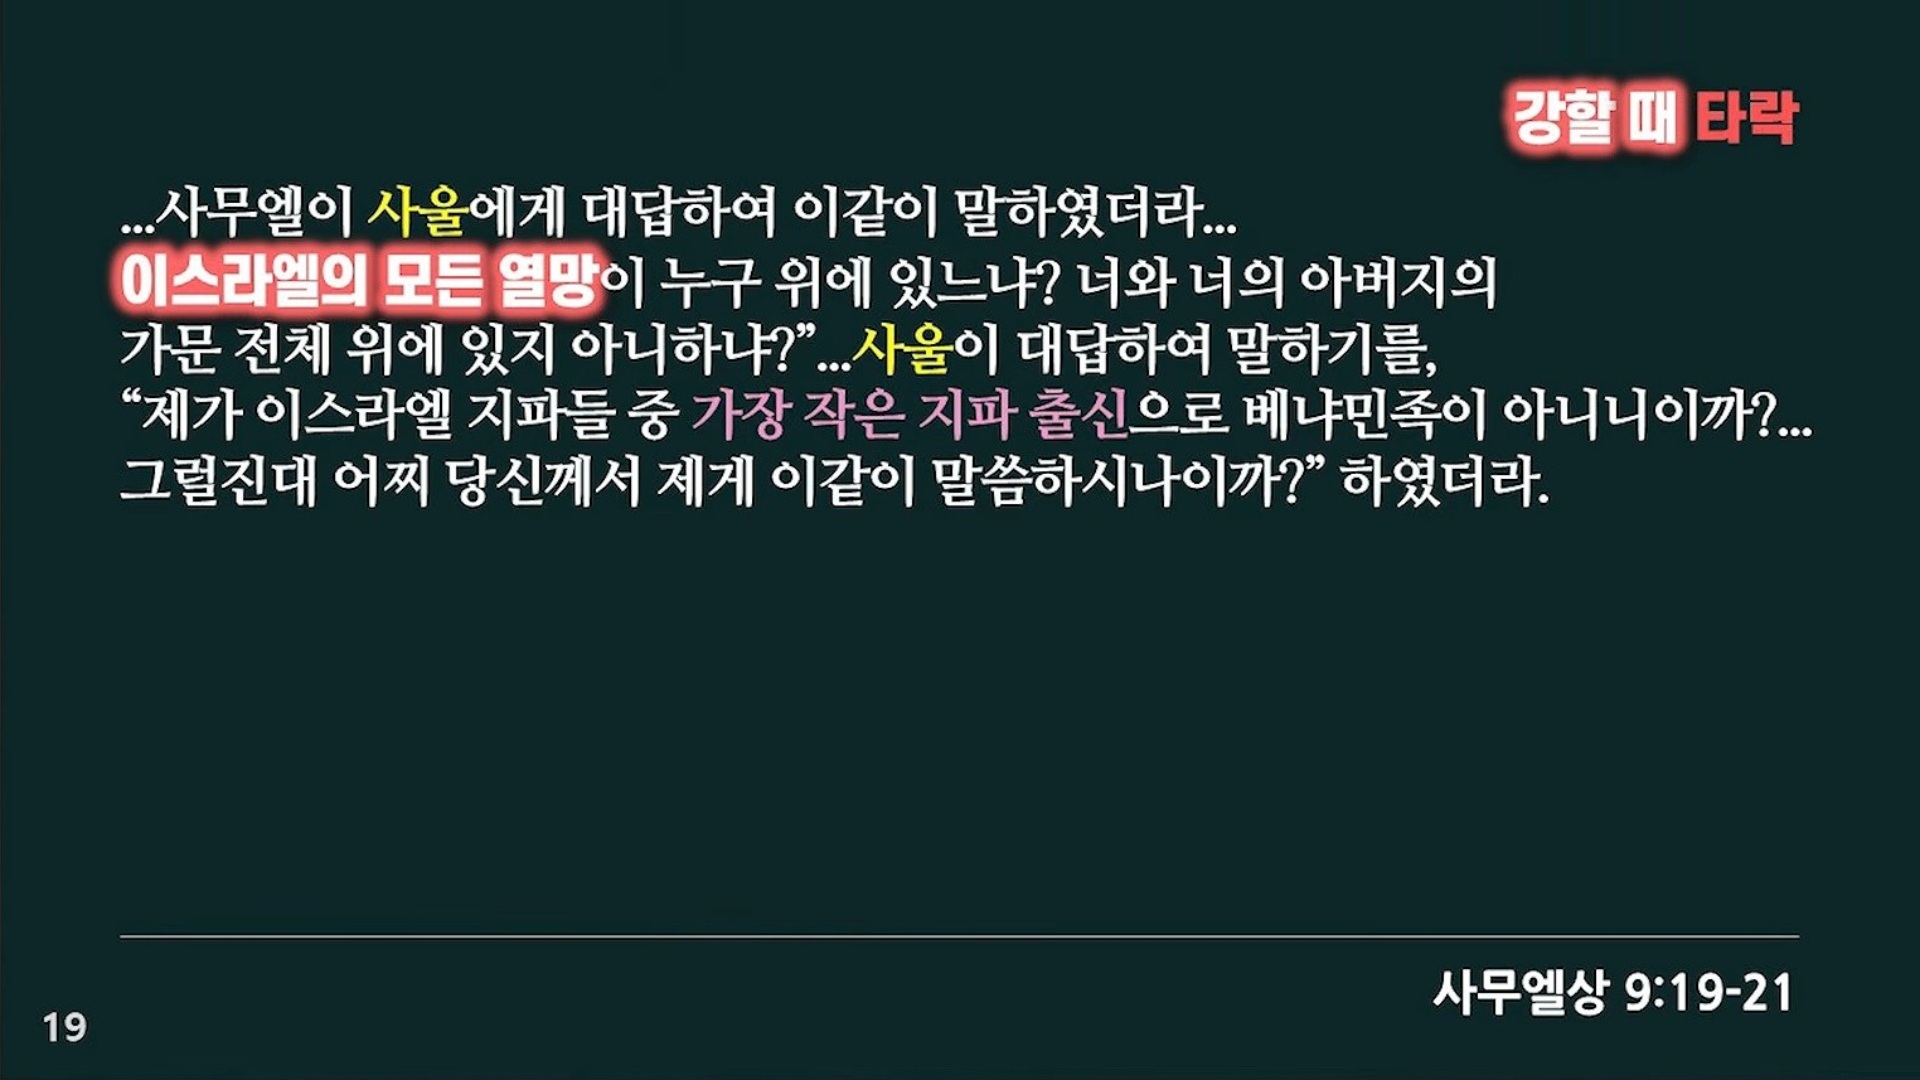 강할 때 타락
...사무엘이 사울에게 대답하여 이같이 말하였더라...
이스라엘의 모든 열망이 누구 위에 있느냐? 너와 너의 아버지의
가문 전체 위에 있지 아니하냐?”...사울이 대답하여 말하기를,
“제가 이스라엘 지파들 중 가장 작은 지파 출신으로 베냐민족이 아니니이까?...
그럴진대 어찌 당신께서 제게 이같이 말씀하시나이까?” 하였더라.
사무엘상 9:19-21
19